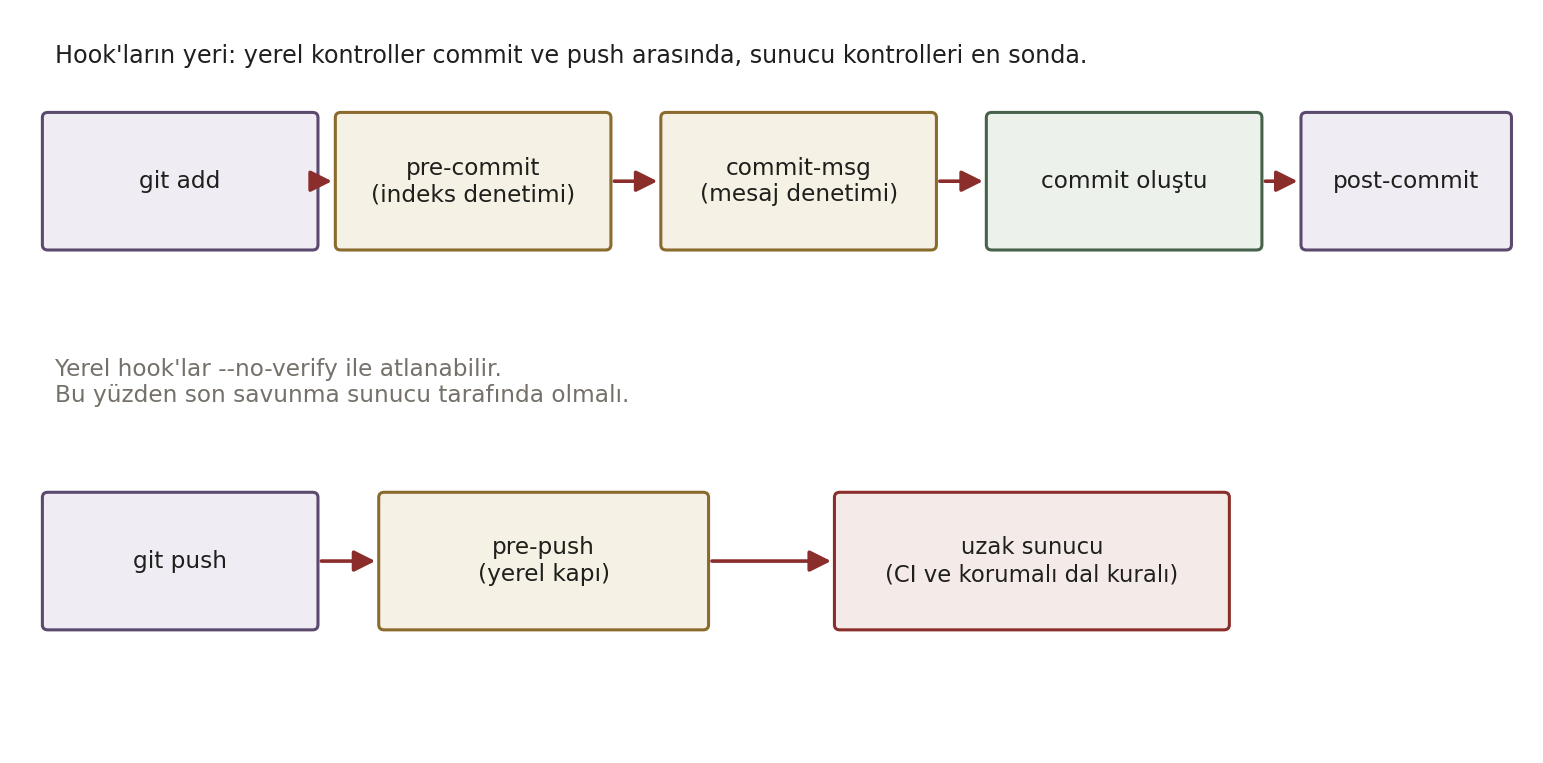 Hook'ların yeri: yerel kontroller commit ve push arasında, sunucu kontrolleri en sonda.
git add
pre-commit
(indeks denetimi)
commit-msg
(mesaj denetimi)
commit oluştu
post-commit
Yerel hook'lar --no-verify ile atlanabilir.
Bu yüzden son savunma sunucu tarafında olmalı.
git push
pre-push
(yerel kapı)
uzak sunucu
(CI ve korumalı dal kuralı)